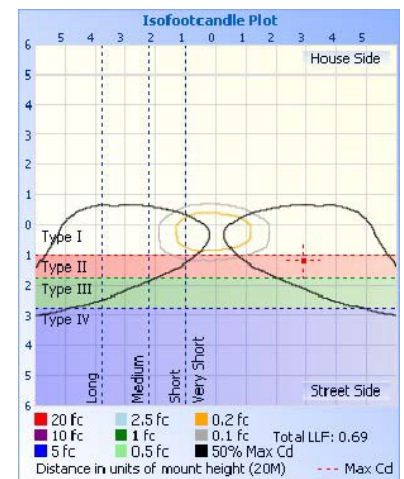 Isofootcandle Plot
5 4 3 2 1 0 1 2 3 4 5
6
House Side
5
4
3
2
1
0
Type I
1
Type II
2
Type III
3
Type IV
4
5
6
Long
Medium
Short
Very Short
Street Side
20 fc 2.5 fc 0.2 fc
10 fc 1 fc 0.1 fc Total LLF: 0.69
5 fc 0.5 fc 50% Max Cd
Distance in units of mount height (20M) --- Max Cd